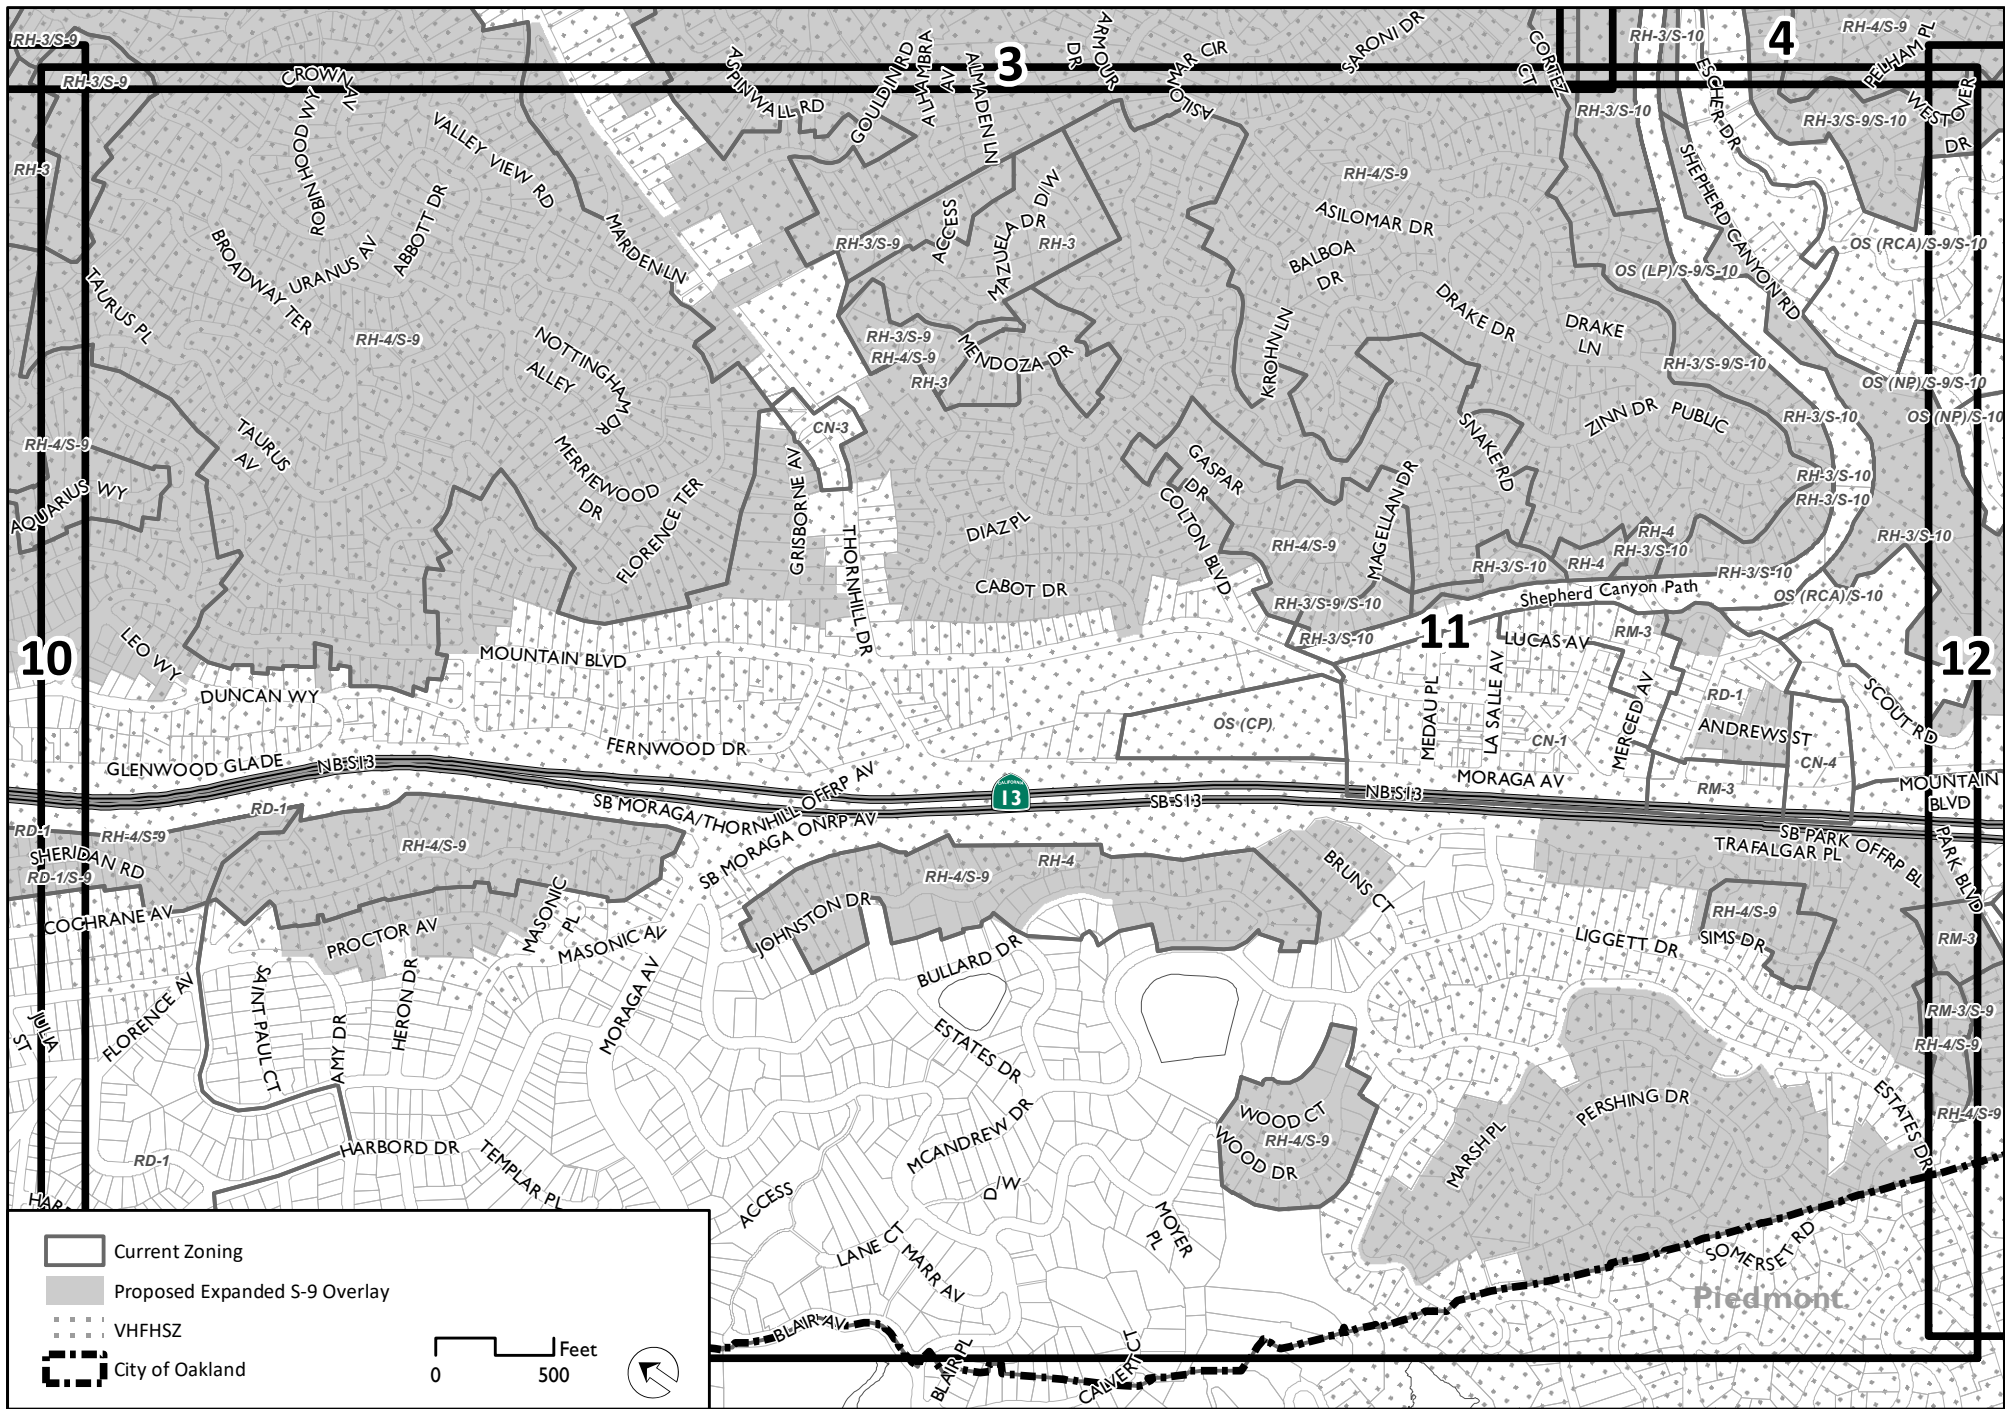 RH-3/S-9
3
4
RH-3/S-10
RH-4/S-9
PELHAM PL
RH-3/S-9
CROWN AV
ASPINWALL RD
GOULDIN RD
ALHAMBRA AV
ALMADEN LN
ARMOUR DR
ASILOMAR CIR
SARONI DR
CORTEZ CT
RH-3/S-10
ESCHER DR
RH-3/S-9/S-10
WESTOVER DR
ROBINHOOD WY
VALLEY VIEW RD
RH-3
BROADWAY TER
URANUS AV
ABBOTT DR
MARDEN LN
RH-3/S-9
ACCESS D/W
MAZUELA DR
RH-3
RH-4/S-9
ASILOMAR DR
BALBOA DR
SHEPHERD CANYON RD
OS (RCA)/S-9/S-10
OS (LP)/S-9/S-10
TAURUS PL
RH-4/S-9
NOTTINGHAM DR
ALLEY
RH-3/S-9
RH-4/S-9
RH-3
MENDOZA DR
KROHN LN
DRAKE DR
DRAKE LN
RH-3/S-9/S-10
OS (NP)/S-9/S-10
OS (NP)/S-10
RH-3/S-10
RH-4/S-9
TAURUS AV
MERRIEWOOD DR
CN-3
GRISBORNE AV
GASPAR DR
SNAKE RD
ZINN DR
PUBLIC
AQUARIUS WY
FLORENCE TER
THORNHILL DR
DIAZ PL
COLTON BLVD
MAGELLAN DR
RH-3/S-10
RH-3/S-10
RH-4/S-9
RH-4
RH-3/S-10
RH-3/S-10
RH-4
RH-3/S-10
RH-3/S-10
CABOT DR
Shepherd Canyon Path
OS (RCA)/S-10
RH-3/S-9/S-10
RH-3/S-10
10
LEO WY
MOUNTAIN BLVD
11
LUCAS AV
RM-3
12
DUNCAN WY
OS (CP)
MEDAU PL
LA SALLE AV
MERCED AV
RD-1
SCOUT RD
ANDREWS ST
CN-1
CN-4
FERNWOOD DR
GLENWOOD GLADE
NB S13
MORAGA AV
RM-3
MOUNTAIN BLVD
RD-1
SB MORAGA/THORNHILL OFFRP AV
SB MORAGA ONRP AV
CALIFORNIA
13
SB S13
NB S13
RD-1
RH-4/S-9
SHERIDAN RD
RD-1/S-9
RH-4/S-9
RH-4
RH-4/S-9
BRUNS CT
SB PARK OFFRP BL
TRAFALGAR PL
PARK BLVD
COCHRANE AV
PROCTOR AV
MASONIC PL
MASONIC AV
JOHNSTON DR
BULLARD DR
LIGGETT DR
RH-4/S-9
SIMS DR
RM-3
JULIA ST
FLORENCE AV
SAINT PAUL CT
AMY DR
HERON DR
MORAGA AV
ESTATES DR
RM-3/S-9
RH-4/S-9
RD-1
HARBORD DR
TEMPLAR PL
MCANDREW DR
WOOD CT
RH-4/S-9
WOOD DR
MARSH PL
PERSHING DR
ESTATES DR
RH-4/S-9
ACCESS D/W
LANE CT
MARR AV
MOYER PL
SOMERSET RD
Piedmont
BLAIR AV
BLAIR PL
CALVERT CT
Current Zoning
Proposed Expanded S-9 Overlay
VHFHSZ
City of Oakland
Feet
0 500